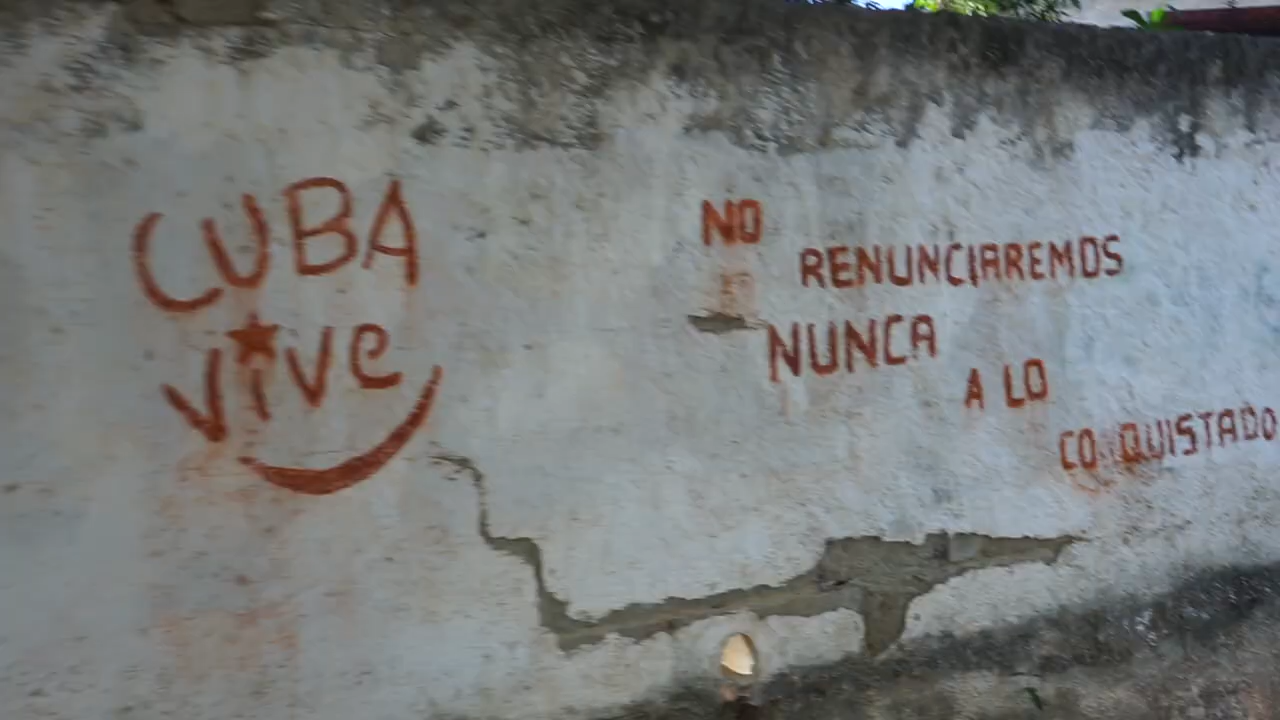 CUBA
vive
NO
RENUNCIAREMOS
NUNCA
A LO
CO QUISTADO